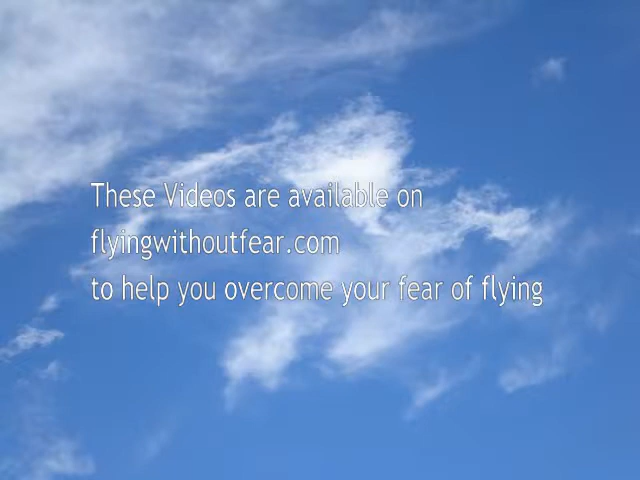 These Videos are available on
flyingwithoutfear.com
to help you overcome your fear of flying